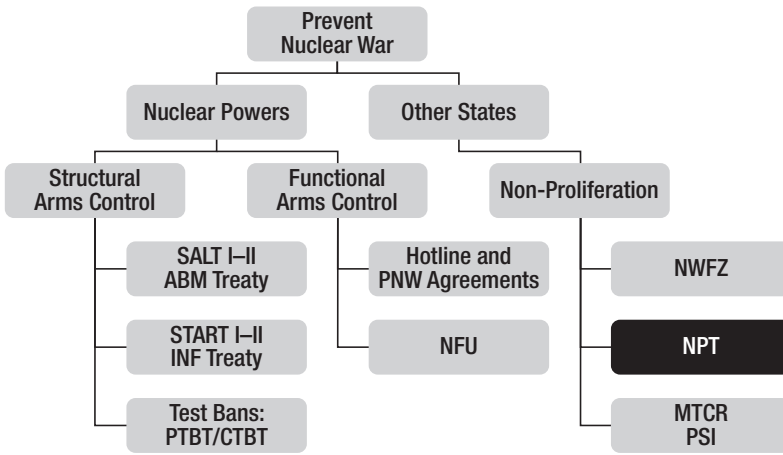 Prevent
Nuclear War
Nuclear Powers
Other States
Structural
Arms Control
Functional
Arms Control
Non-Proliferation
SALT I–II
ABM Treaty
Hotline and
PNW Agreements
NWFZ
START I–II
INF Treaty
NFU
NPT
Test Bans:
PTBT/CTBT
MTCR
PSI